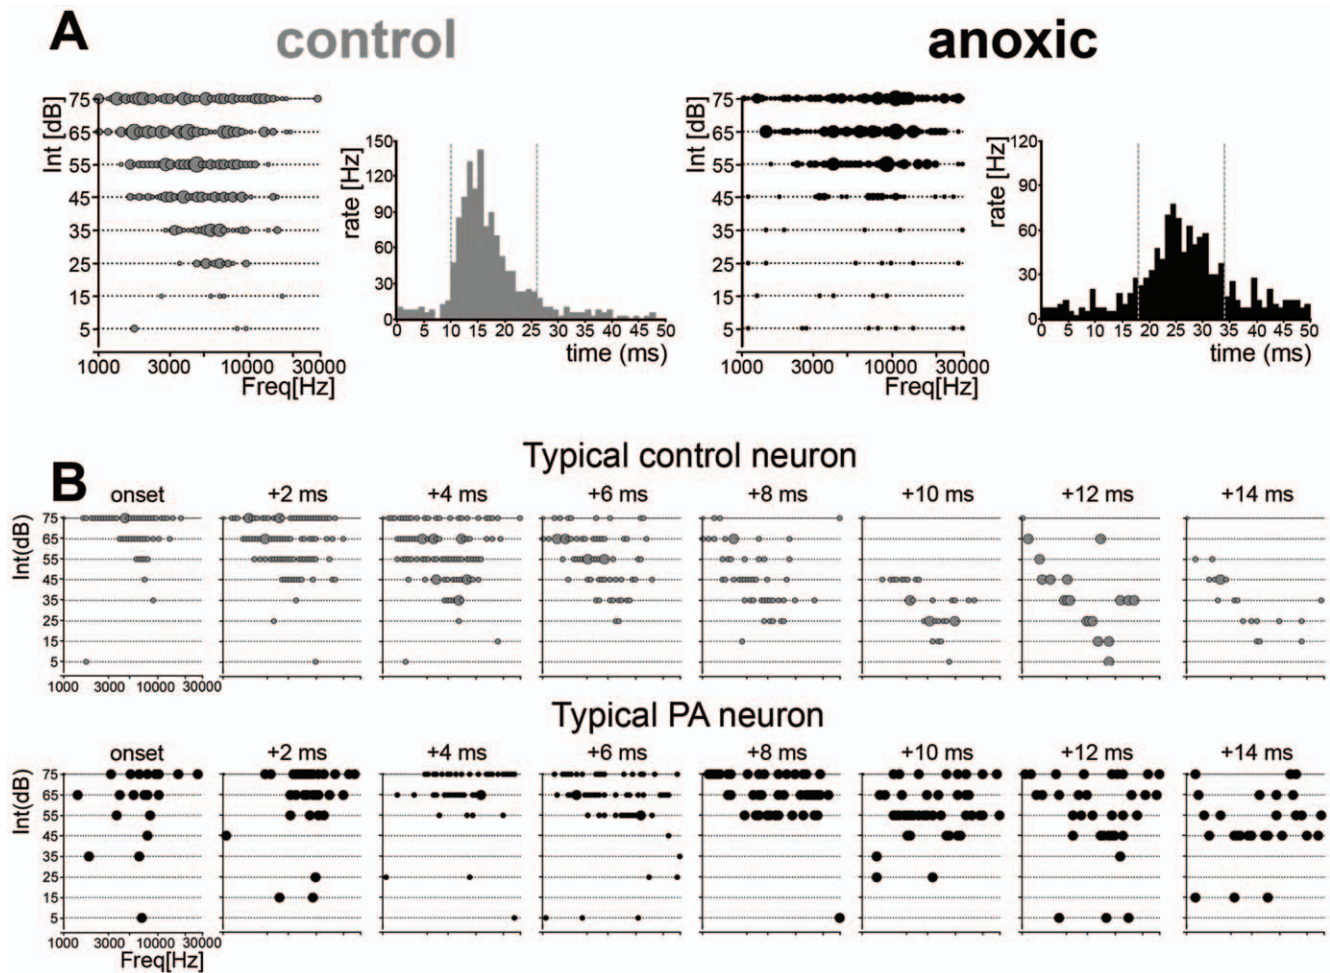 A
control
anoxic
Int [dB]
75
65
55
45
35
25
15
5
1000 3000 10000 30000
Freq[Hz]
rate [Hz]
150
120
90
60
30
0
0 5 10 15 20 25 30 35 40 45 50
time (ms)
Int [dB]
75
65
55
45
35
25
15
5
1000 3000 10000 30000
Freq[Hz]
rate [Hz]
120
90
60
30
0
0 5 10 15 20 25 30 35 40 45 50
time (ms)
B
Typical control neuron
onset +2 ms +4 ms +6 ms +8 ms +10 ms +12 ms +14 ms
Int(dB)
75
65
55
45
35
25
15
5
1000 3000 10000 30000
Typical PA neuron
onset +2 ms +4 ms +6 ms +8 ms +10 ms +12 ms +14 ms
Int(dB)
75
65
55
45
35
25
15
5
1000 3000 10000 30000
Freq[Hz]